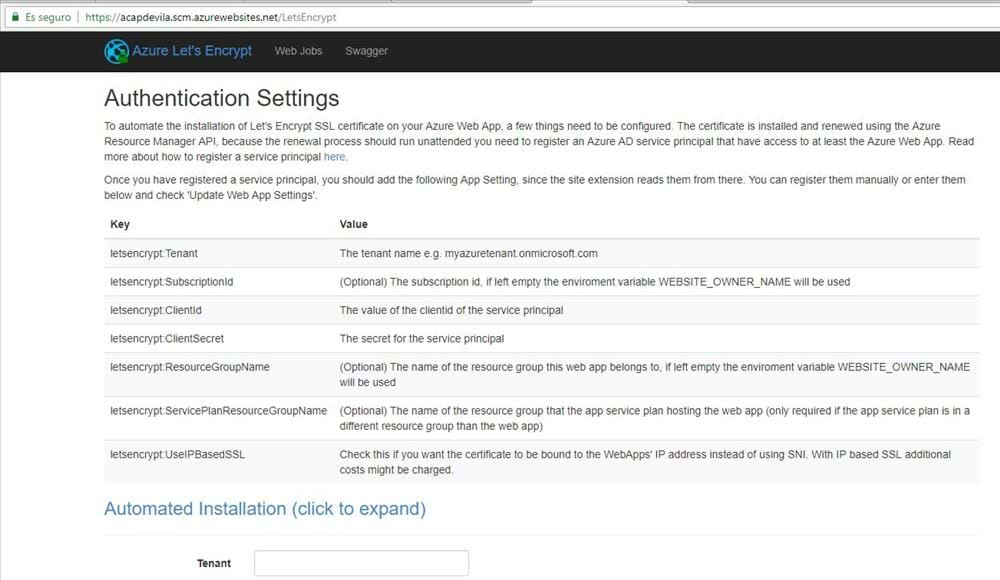 Es seguro | https://acapdevila.scm.azurewebsites.net/LetsEncrypt
Azure Let's Encrypt Web Jobs Swagger
Authentication Settings
To automate the installation of Let's Encrypt SSL certificate on your Azure Web App, a few things need to be configured. The certificate is installed and renewed using the Azure
Resource Manager API, because the renewal process should run unattended you need to register an Azure AD service principal that have access to at least the Azure Web App. Read
more about how to register a service principal here.
Once you have registered a service principal, you should add the following App Setting, since the site extension reads them from there. You can register them manually or enter them
below and check 'Update Web App Settings'.
Key Value
letsencrypt:Tenant The tenant name e.g. myazuretenant.onmicrosoft.com
letsencrypt:SubscriptionId (Optional) The subscription id, if left empty the enviroment variable WEBSITE_OWNER_NAME will be used
letsencrypt:ClientId The value of the clientid of the service principal
letsencrypt:ClientSecret The secret for the service principal
letsencrypt:ResourceGroupName (Optional) The name of the resource group this web app belongs to, if left empty the enviroment variable WEBSITE_OWNER_NAME
will be used
letsencrypt:ServicePlanResourceGroupName (Optional) The name of the resource group that the app service plan hosting the web app (only required if the app service plan is in a
different resource group than the web app)
letsencrypt:UseIPBasedSSL Check this if you want the certificate to be bound to the WebApps' IP address instead of using SNI. With IP based SSL additional
costs might be charged.
Automated Installation (click to expand)
Tenant